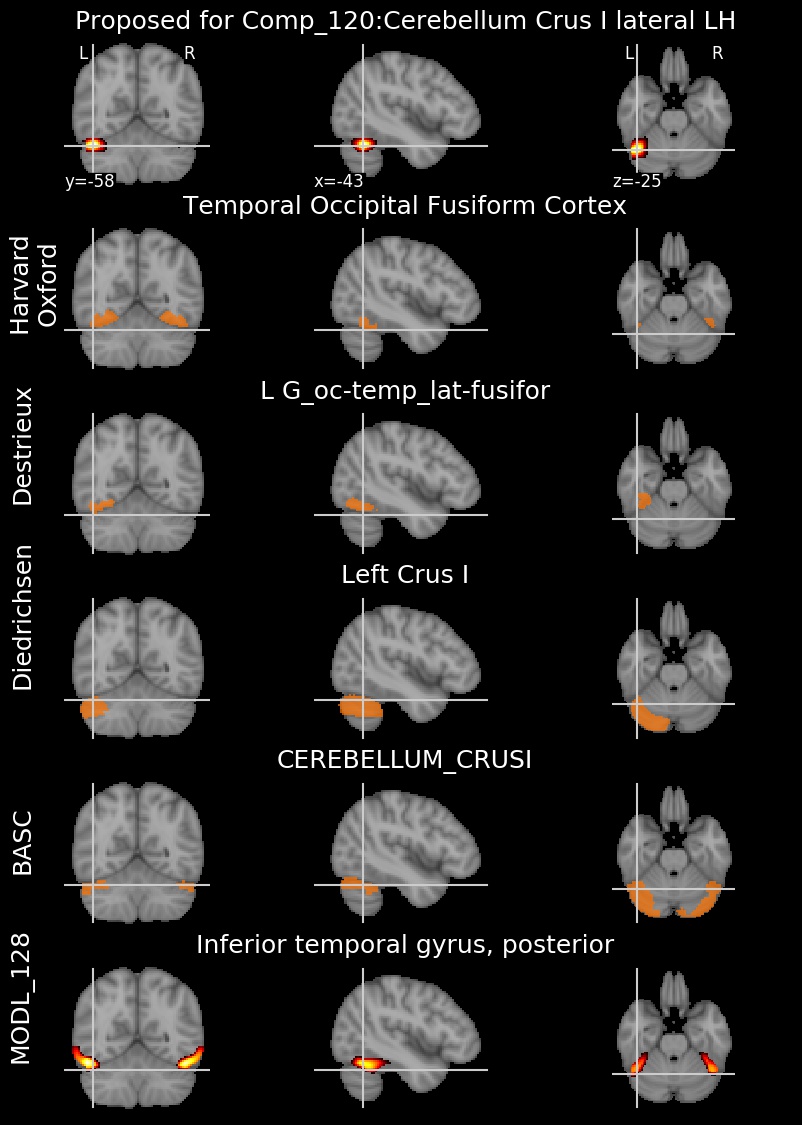 Proposed for Comp_120:Cerebellum Crus I lateral LH
L R L R
y=-58 x=-43 z=-25
Temporal Occipital Fusiform Cortex
Harvard
Oxford
L G_oc-temp_lat-fusifor
Destrieux
Left Crus I
Diedrichsen
CEREBELLUM_CRUSI
BASC
Inferior temporal gyrus, posterior
MODL_128